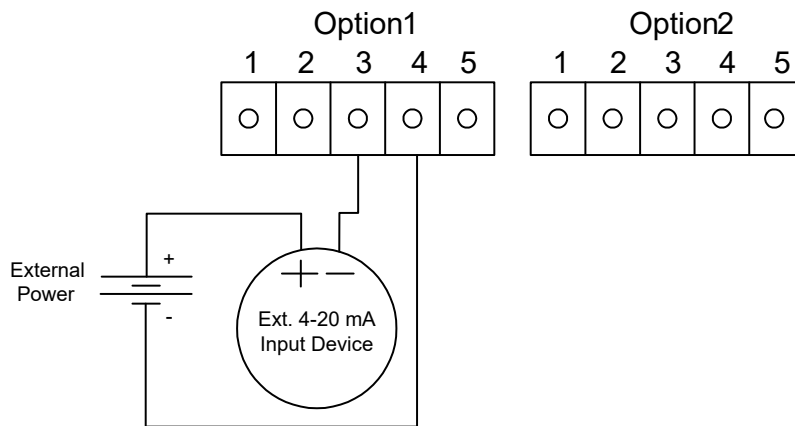 Option1
Option2
1 2 3 4 5
1 2 3 4 5
+
External
Power
-
+ −
Ext. 4-20 mA
Input Device